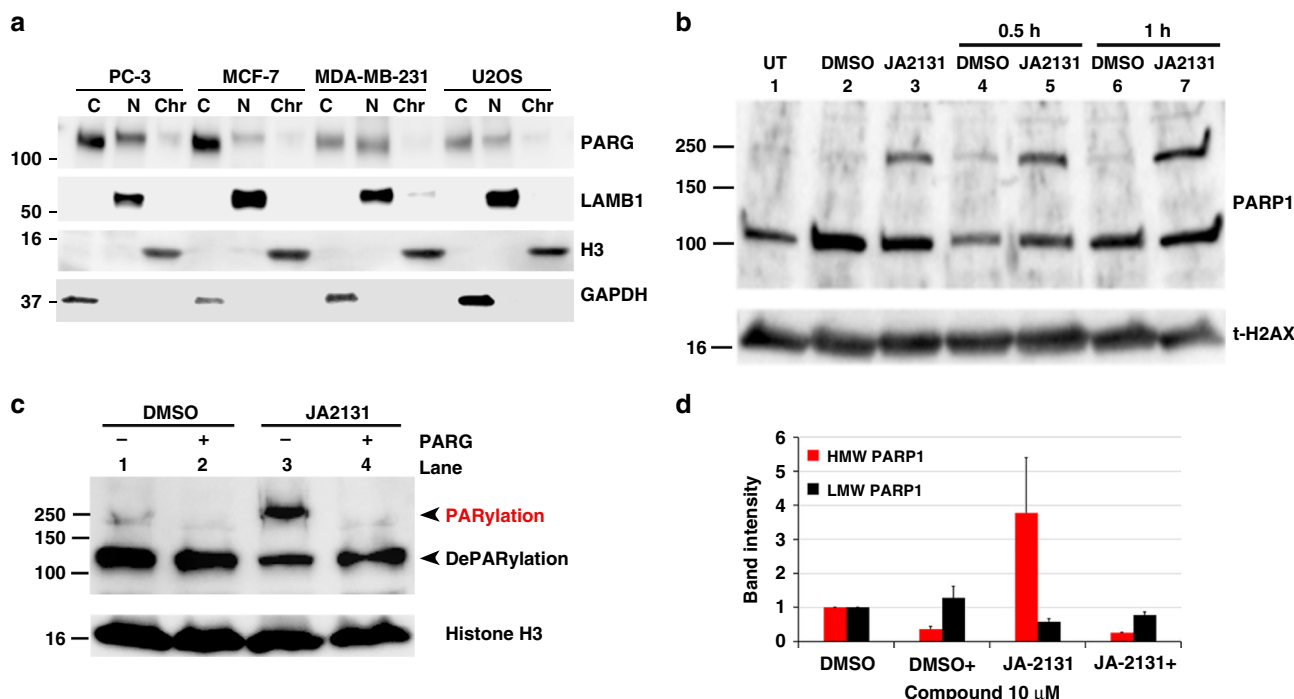 a
PC-3 MCF-7 MDA-MB-231 U2OS
C N Chr C N Chr C N Chr C N Chr
100 PARG
50 LAMB1
16 H3
37 GAPDH
b
0.5 h 1 h
UT DMSO JA2131 DMSO JA2131 DMSO JA2131
1 2 3 4 5 6 7
250
150
100
PARP1
16 t-H2AX
c
DMSO JA2131
– + – + PARG
1 2 3 4 Lane
250 PARylation
150
100 DePARylation
16 Histone H3
d
HMW PARP1
LMW PARP1
Band intensity
6
5
4
3
2
1
0
DMSO DMSO+ JA-2131 JA-2131+
Compound 10 μM